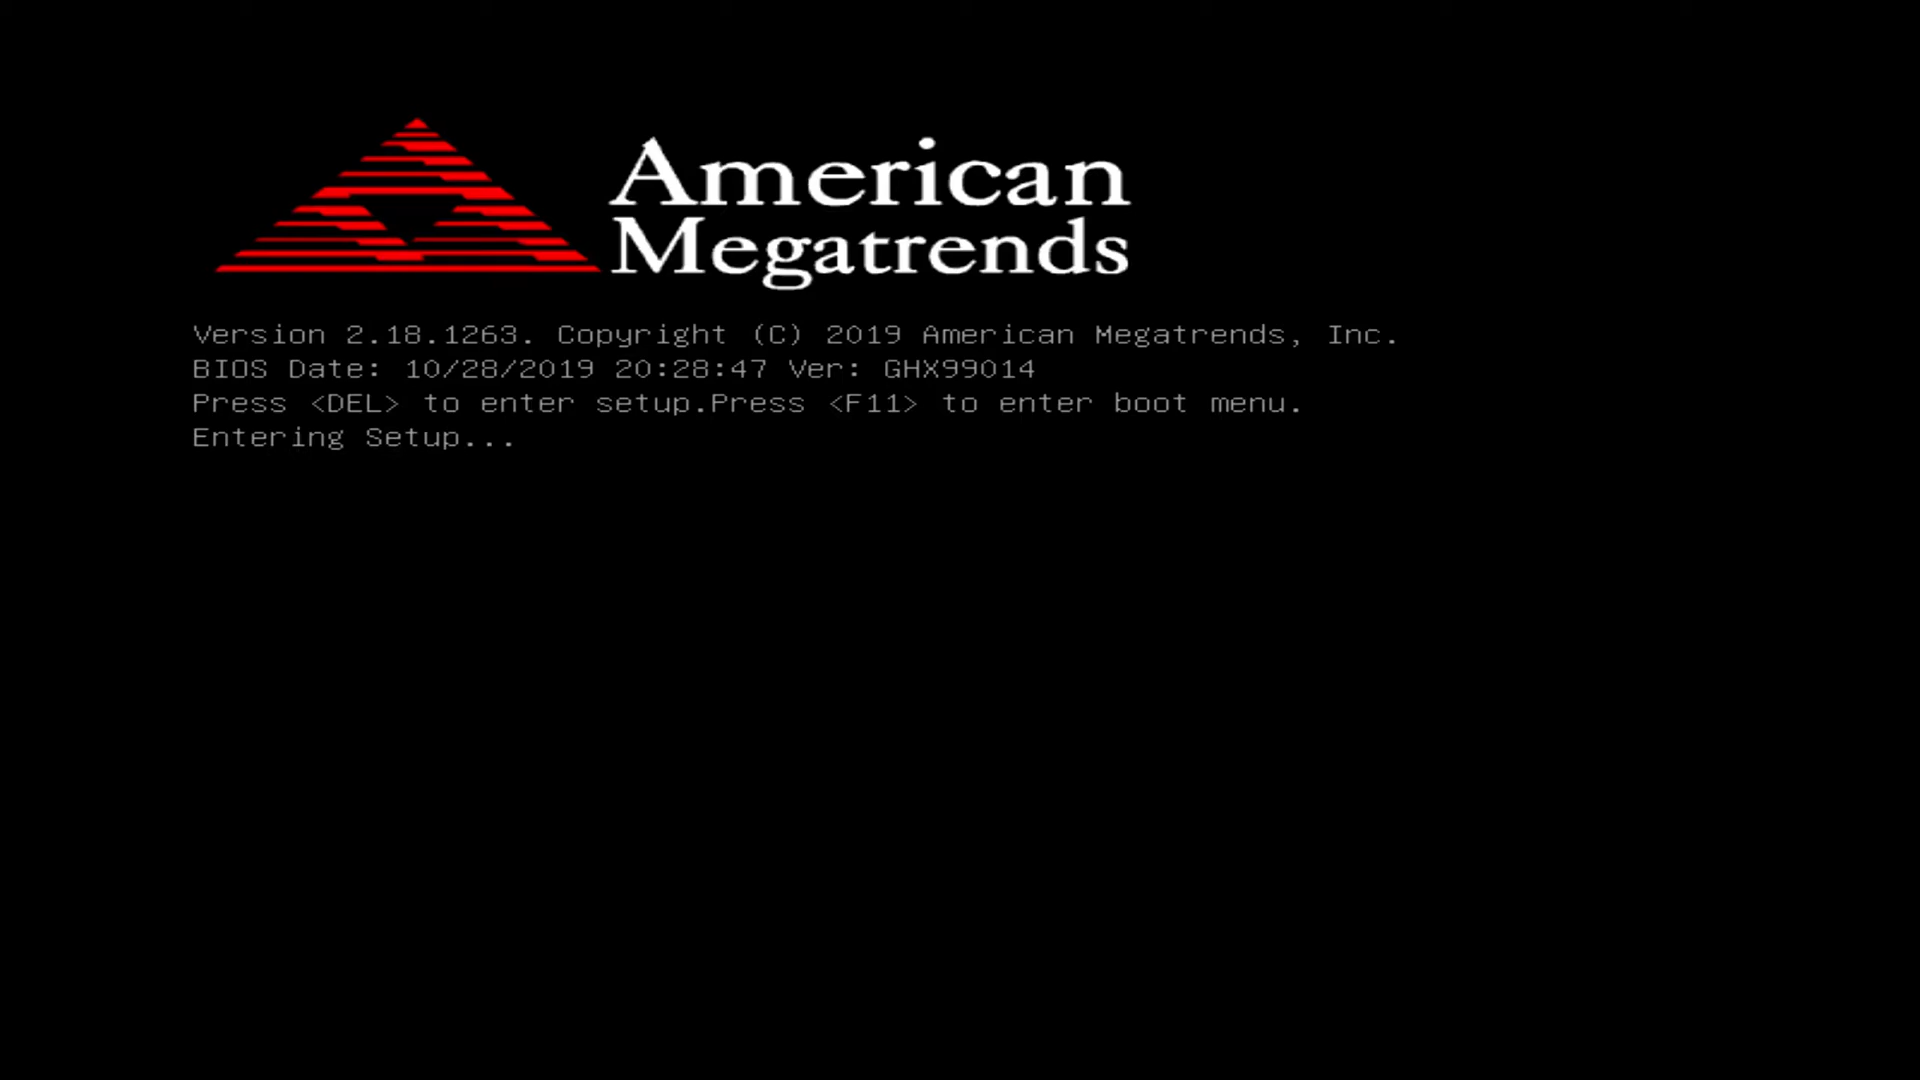 American
Megatrends
Version 2.18.1263. Copyright (C) 2019 American Megatrends, Inc.
BIOS Date: 10/28/2019 20:28:47 Ver: GHX99014
Press <DEL> to enter setup.Press <F11> to enter boot menu.
Entering Setup...